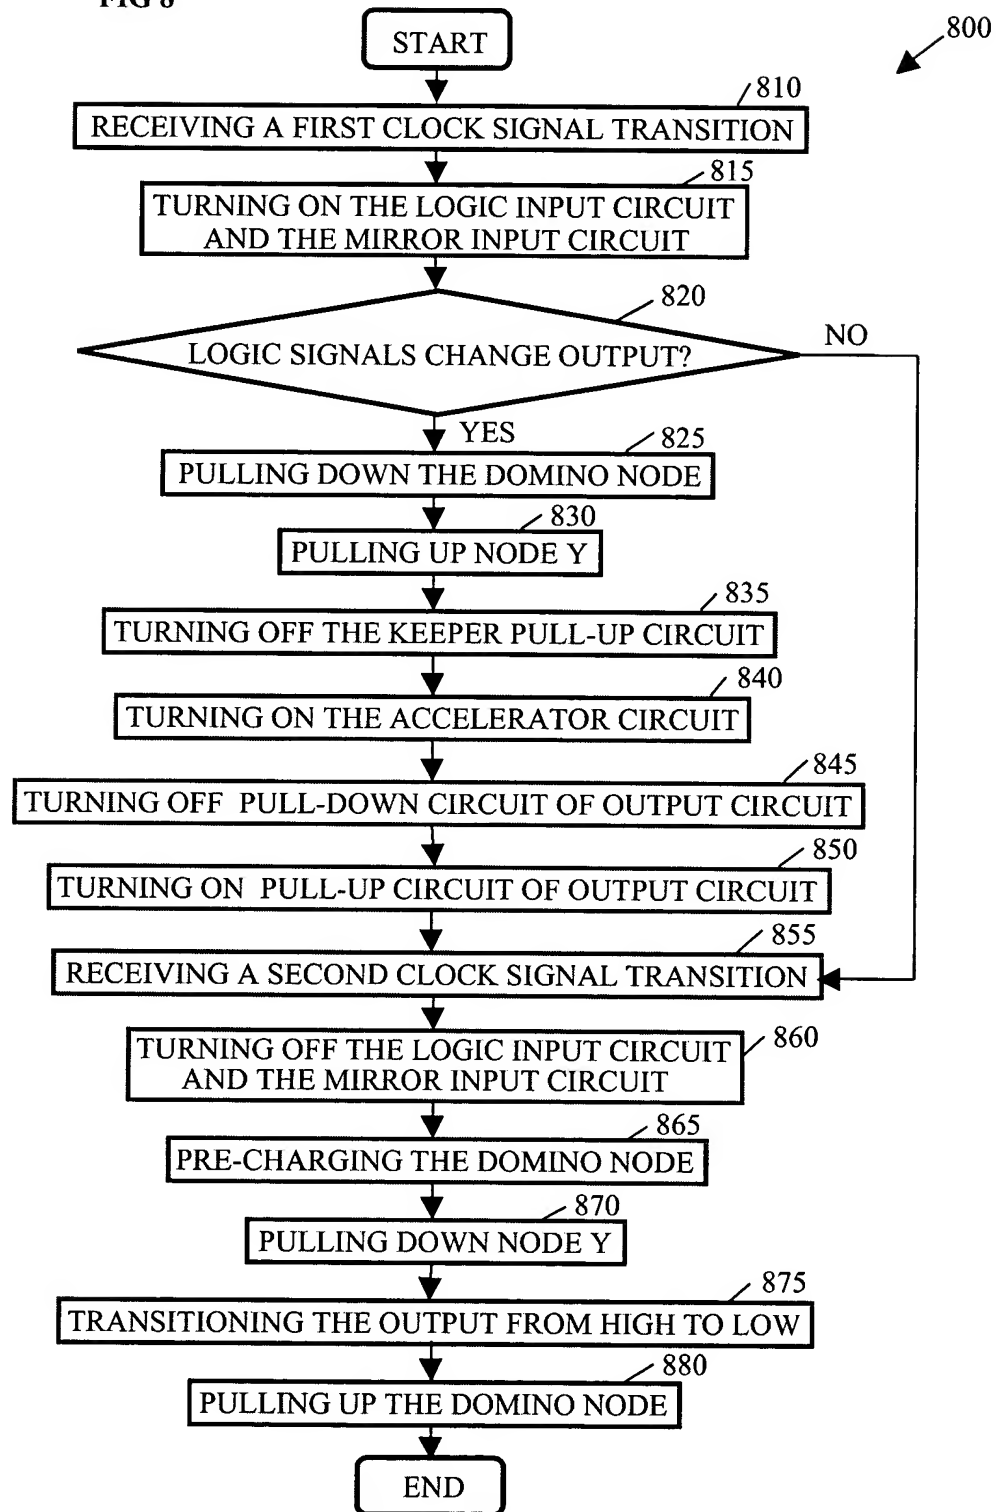 FIG 8
START
800
810
RECEIVING A FIRST CLOCK SIGNAL TRANSITION
815
TURNING ON THE LOGIC INPUT CIRCUIT
AND THE MIRROR INPUT CIRCUIT
820
LOGIC SIGNALS CHANGE OUTPUT?
NO
YES
825
PULLING DOWN THE DOMINO NODE
830
PULLING UP NODE Y
835
TURNING OFF THE KEEPER PULL-UP CIRCUIT
840
TURNING ON THE ACCELERATOR CIRCUIT
845
TURNING OFF PULL-DOWN CIRCUIT OF OUTPUT CIRCUIT
850
TURNING ON PULL-UP CIRCUIT OF OUTPUT CIRCUIT
855
RECEIVING A SECOND CLOCK SIGNAL TRANSITION
860
TURNING OFF THE LOGIC INPUT CIRCUIT
AND THE MIRROR INPUT CIRCUIT
865
PRE-CHARGING THE DOMINO NODE
870
PULLING DOWN NODE Y
875
TRANSITIONING THE OUTPUT FROM HIGH TO LOW
880
PULLING UP THE DOMINO NODE
END